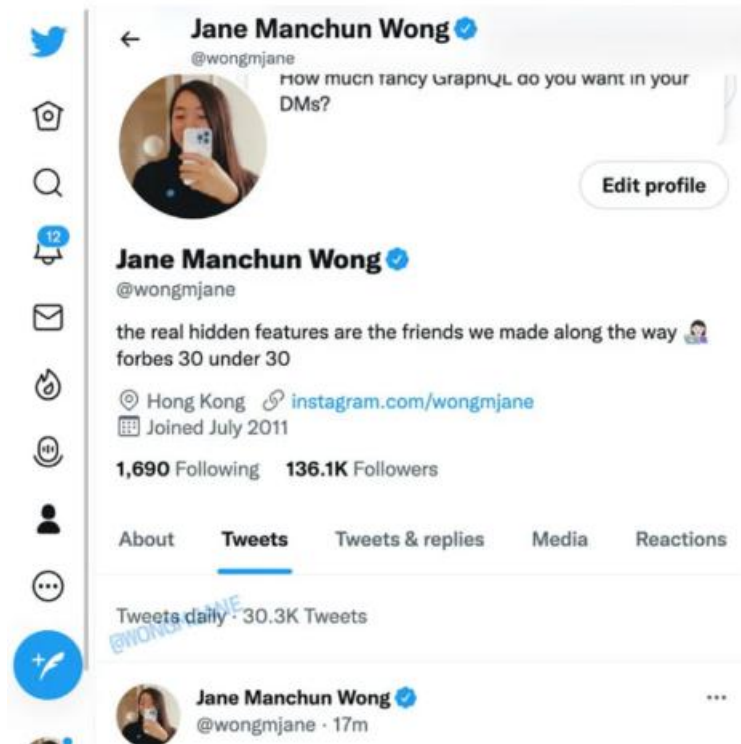 Jane Manchun Wong
@wongmjane
How much fancy GraphQL do you want in your
DMs?
Edit profile
12
Jane Manchun Wong
@wongmjane
the real hidden features are the friends we made along the way 👩🏻‍💻
forbes 30 under 30
Hong Kong instagram.com/wongmjane
Joined July 2011
1,690 Following 136.1K Followers
About Tweets Tweets & replies Media Reactions
Tweets daily · 30.3K Tweets
@WONGMJANE
Jane Manchun Wong
@wongmjane · 17m